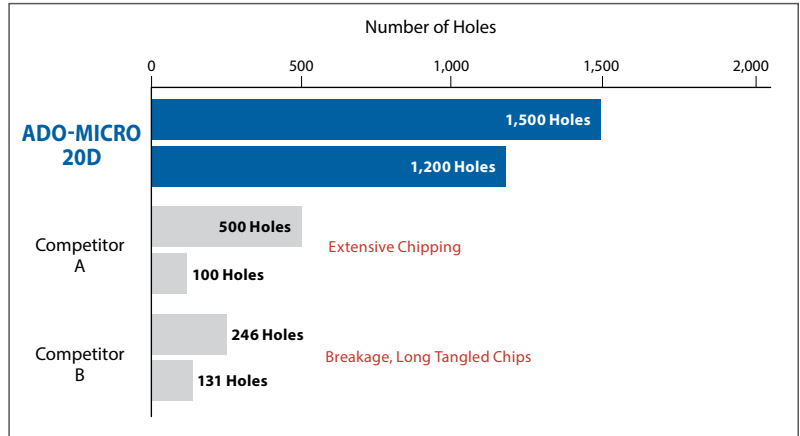 Number of Holes
0 500 1,000 1,500 2,000
ADO-MICRO
20D
1,500 Holes
1,200 Holes
Competitor
A
500 Holes
100 Holes
Extensive Chipping
Competitor
B
246 Holes
131 Holes
Breakage, Long Tangled Chips